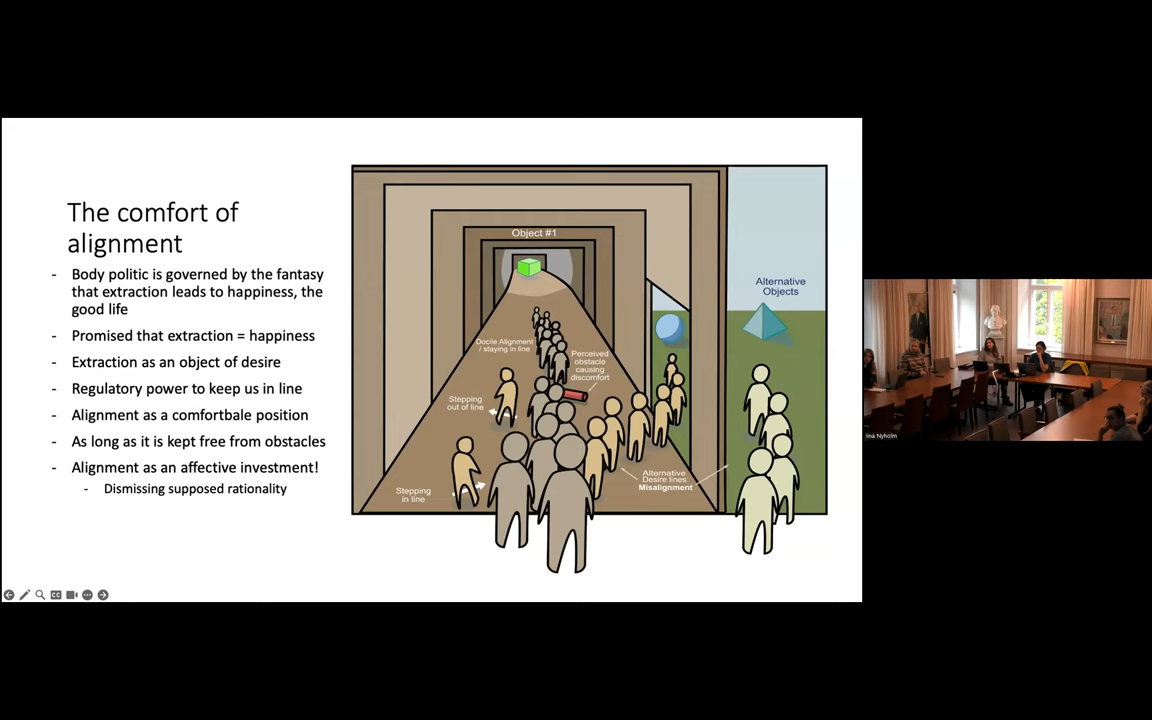 The comfort of
alignment
- Body politic is governed by the fantasy
that extraction leads to happiness, the
good life
- Promised that extraction = happiness
- Extraction as an object of desire
- Regulatory power to keep us in line
- Alignment as a comfortbale position
- As long as it is kept free from obstacles
- Alignment as an affective investment!
- Dismissing supposed rationality
Object #1
Alternative
Objects
Docile Alignment
/ staying in line
Perceived
obstacle
causing
discomfort
Stepping
out of line
Stepping
in line
Alternative
Desire lines:
Misalignment
CC
Iina Nyholm